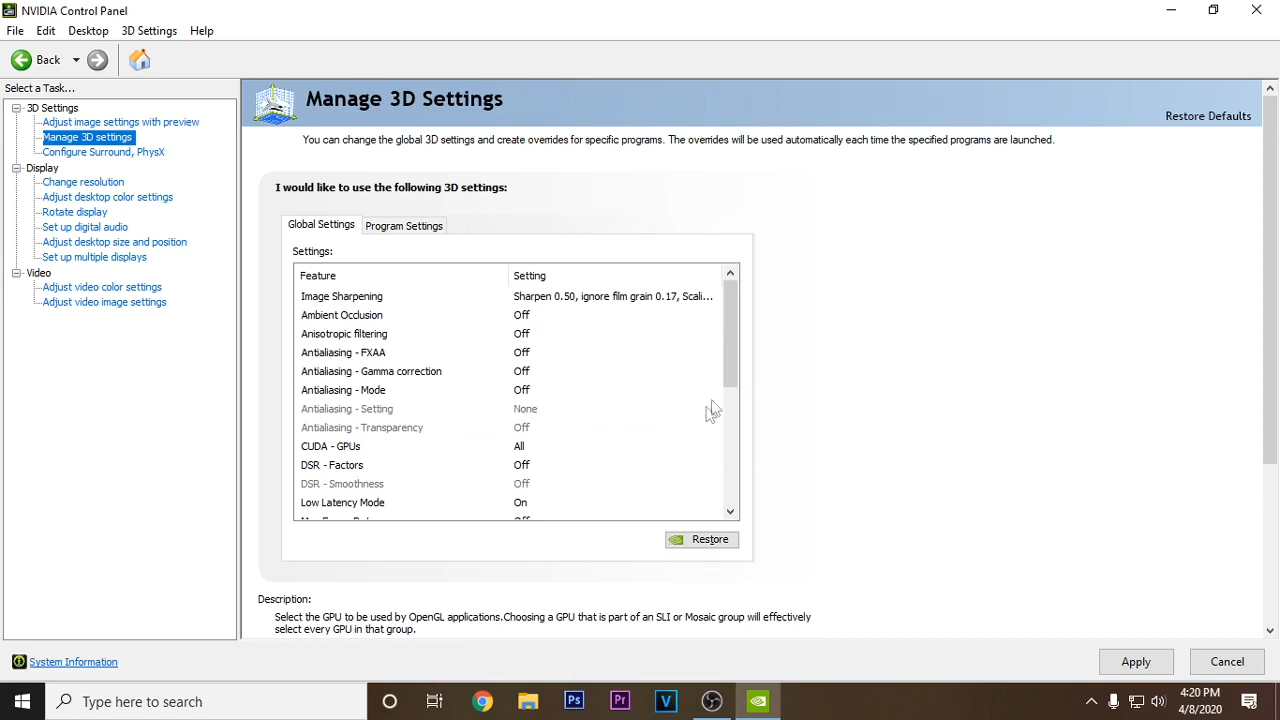 NVIDIA Control Panel
File Edit Desktop 3D Settings Help
Back
Select a Task...
3D Settings
Adjust image settings with preview
Manage 3D settings
Configure Surround, PhysX
Display
Change resolution
Adjust desktop color settings
Rotate display
Set up digital audio
Adjust desktop size and position
Set up multiple displays
Video
Adjust video color settings
Adjust video image settings
System Information
Manage 3D Settings
Restore Defaults
You can change the global 3D settings and create overrides for specific programs. The overrides will be used automatically each time the specified programs are launched.
I would like to use the following 3D settings:
Global Settings Program Settings
Settings:
Feature Setting
Image Sharpening Sharpen 0.50, ignore film grain 0.17, Scali...
Ambient Occlusion Off
Anisotropic filtering Off
Antialiasing - FXAA Off
Antialiasing - Gamma correction Off
Antialiasing - Mode Off
Antialiasing - Setting None
Antialiasing - Transparency Off
CUDA - GPUs All
DSR - Factors Off
DSR - Smoothness Off
Low Latency Mode On
Restore
Description:
Select the GPU to be used by OpenGL applications.Choosing a GPU that is part of an SLI or Mosaic group will effectively
select every GPU in that group.
Apply Cancel
Type here to search
Ps
Pr
V
4:20 PM
4/8/2020